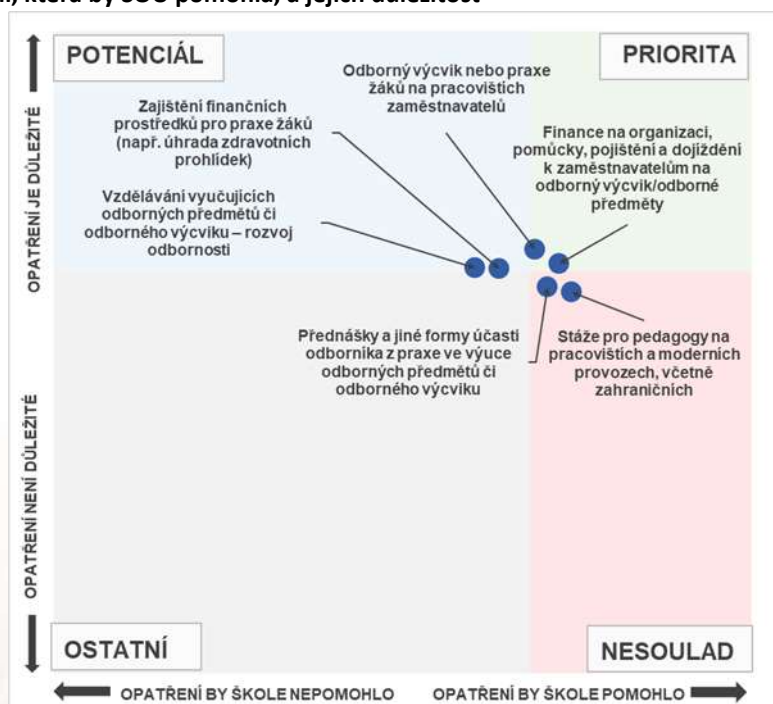 která by SOŠ pomohla, a jejich důležitost
POTENCIÁL
PRIORITA
Odborný výcvik nebo praxe
žáků na pracovištích
zaměstnavatelů
Zajištění finančních
prostředků pro praxe žáků
(např. úhrada zdravotních
prohlídek)
Finance na organizaci,
pomůcky, pojištění a dojíždění
k zaměstnavatelům na
odborný výcvik/odborné
předměty
Vzdělávání vyučujících
odborných předmětů či
odborného výcviku – rozvoj
odbornosti
Přednášky a jiné formy účasti
odborníka z praxe ve výuce
odborných předmětů či
odborného výcviku
Stáže pro pedagogy na
pracovištích a moderních
provozech, včetně
zahraničních
OPATŘENÍ JE DŮLEŽITÉ
OPATŘENÍ NENÍ DŮLEŽITÉ
OSTATNÍ
NESOULAD
OPATŘENÍ BY ŠKOLE NEPOMOHLO
OPATŘENÍ BY ŠKOLE POMOHLO